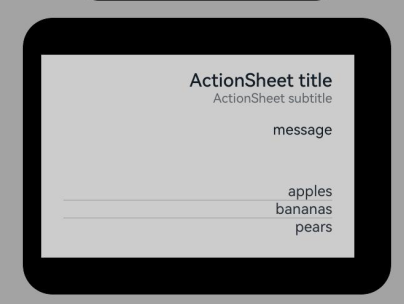 ActionSheet title
ActionSheet subtitle
message
apples
bananas
pears